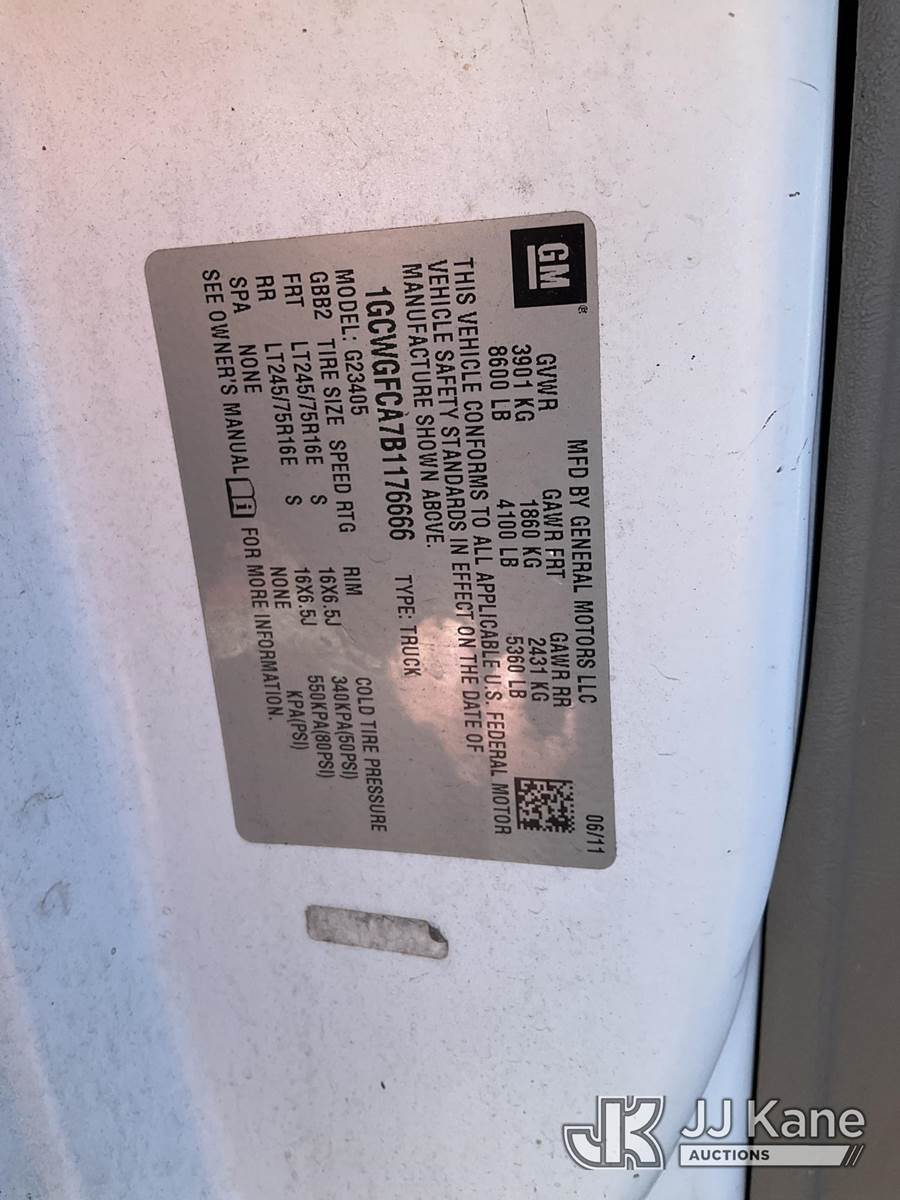 GM®
MFD BY GENERAL MOTORS LLC 06/11
GVWR GAWR FRT GAWR RR
3901 KG 1860 KG 2431 KG
8600 LB 4100 LB 5360 LB
THIS VEHICLE CONFORMS TO ALL APPLICABLE U.S. FEDERAL MOTOR
VEHICLE SAFETY STANDARDS IN EFFECT ON THE DATE OF
MANUFACTURE SHOWN ABOVE.
1GCWGFCA7B1176666 TYPE: TRUCK
MODEL: G23405
GBB2 TIRE SIZE SPEED RTG RIM COLD TIRE PRESSURE
FRT LT245/75R16E S 16X6.5J 340KPA(50PSI)
RR LT245/75R16E S 16X6.5J 550KPA(80PSI)
SPA NONE NONE KPA(PSI)
SEE OWNER'S MANUAL FOR MORE INFORMATION.
JK JJ Kane
AUCTIONS